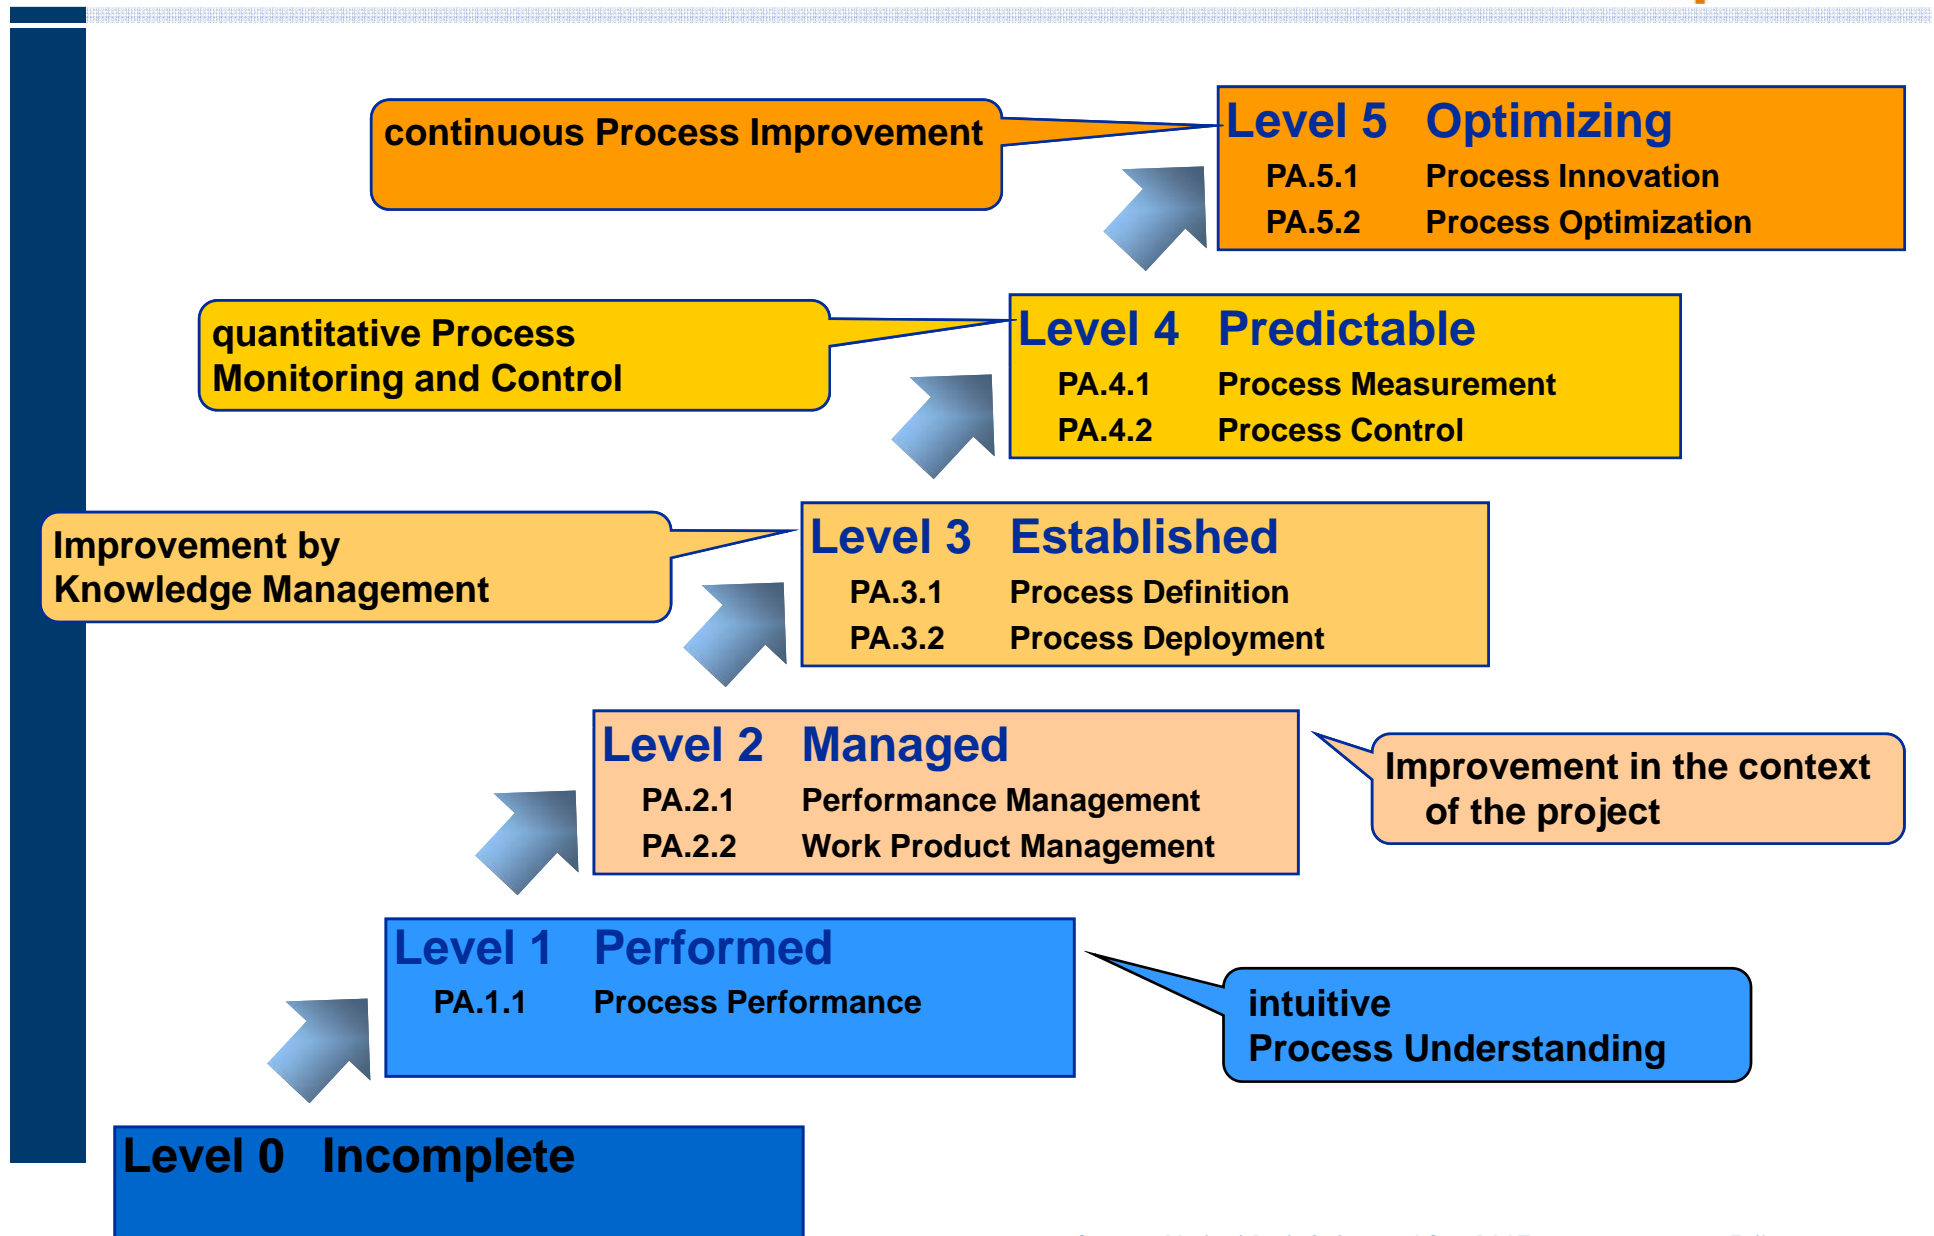 continuous Process Improvement
Level 5 Optimizing
PA.5.1 Process Innovation
PA.5.2 Process Optimization
quantitative Process
Monitoring and Control
Level 4 Predictable
PA.4.1 Process Measurement
PA.4.2 Process Control
Improvement by
Knowledge Management
Level 3 Established
PA.3.1 Process Definition
PA.3.2 Process Deployment
Level 2 Managed
PA.2.1 Performance Management
PA.2.2 Work Product Management
Improvement in the context
of the project
Level 1 Performed
PA.1.1 Process Performance
intuitive
Process Understanding
Level 0 Incomplete